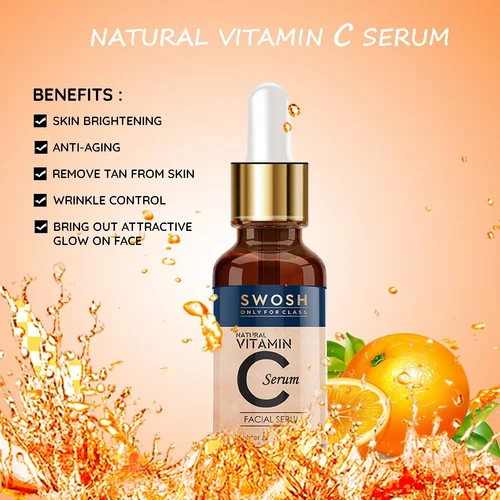 NATURAL VITAMIN C SERUM
BENEFITS :
SKIN BRIGHTENING
ANTI-AGING
REMOVE TAN FROM SKIN
WRINKLE CONTROL
BRING OUT ATTRACTIVE
GLOW ON FACE
SWOSH
ONLY FOR CLASS
NATURAL
VITAMIN
C Serum
FACIAL